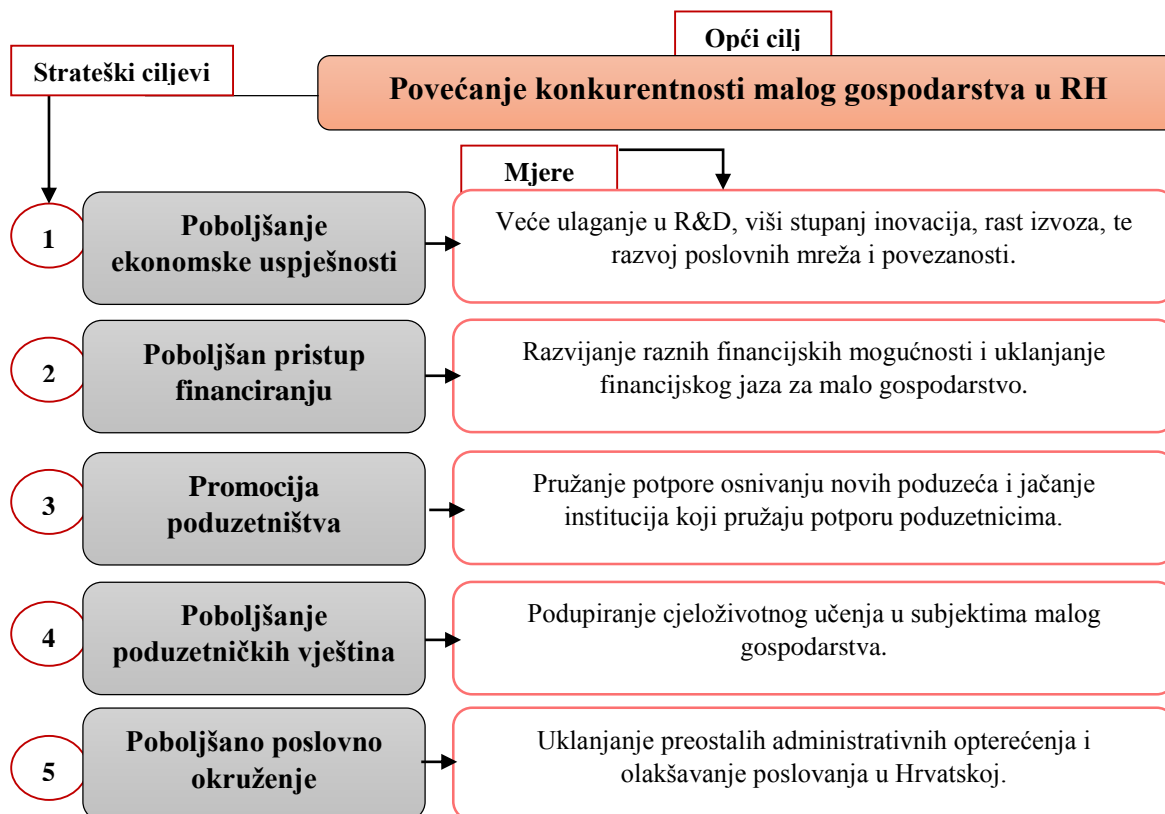 Opći cilj
Strateški ciljevi
Povećanje konkurentnosti malog gospodarstva u RH
Mjere
1
Poboljšanje
ekonomske uspješnosti
Veće ulaganje u R&D, viši stupanj inovacija, rast izvoza, te
razvoj poslovnih mreža i povezanosti.
2
Poboljšan pristup
financiranju
Razvijanje raznih financijskih mogućnosti i uklanjanje
financijskog jaza za malo gospodarstvo.
3
Promocija
poduzetništva
Pružanje potpore osnivanju novih poduzeća i jačanje
institucija koji pružaju potporu poduzetnicima.
4
Poboljšanje
poduzetničkih vještina
Podupiranje cjeloživotnog učenja u subjektima malog
gospodarstva.
5
Poboljšano poslovno
okruženje
Uklanjanje preostalih administrativnih opterećenja i
olakšavanje poslovanja u Hrvatskoj.